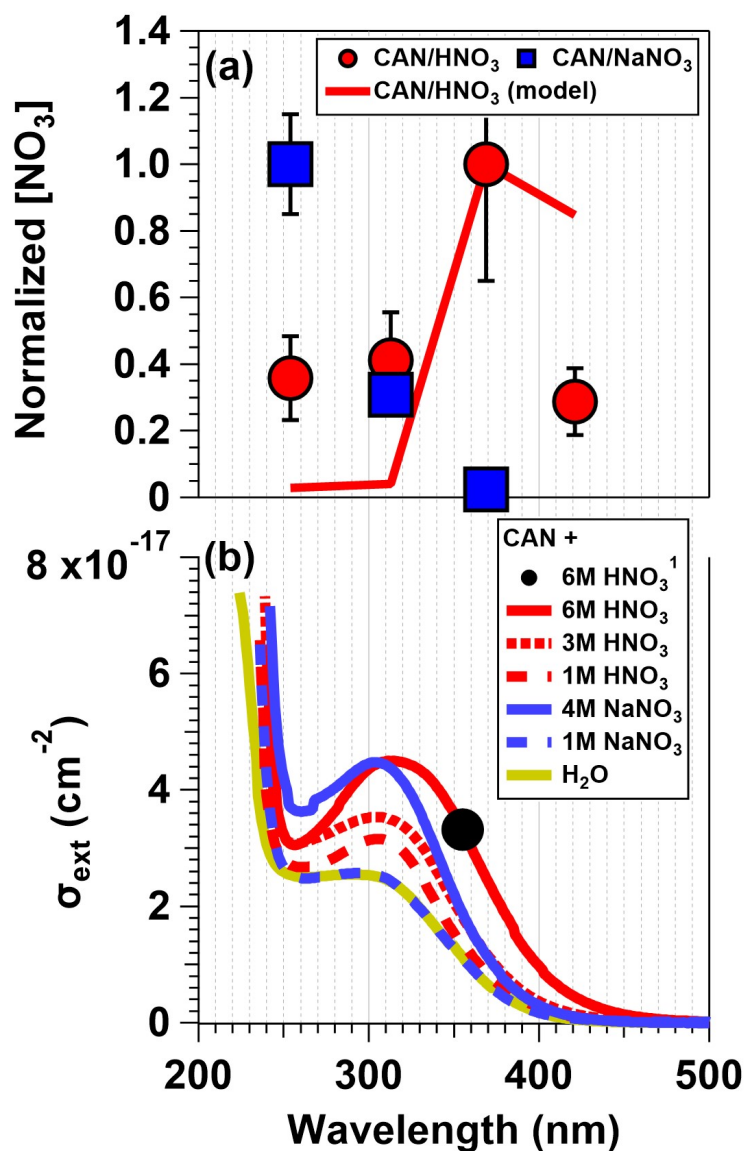 1.4
(a)
CAN/HNO₃ CAN/NaNO₃
CAN/HNO₃ (model)
1.2
1.0
0.8
0.6
0.4
0.2
0
Normalized [NO₃]
(b)
CAN +
6M HNO₃¹
6M HNO₃
3M HNO₃
1M HNO₃
4M NaNO₃
1M NaNO₃
H₂O
8 x10⁻¹⁷
6
4
2
0
σₑₓₜ (cm⁻²)
200 300 400 500
Wavelength (nm)